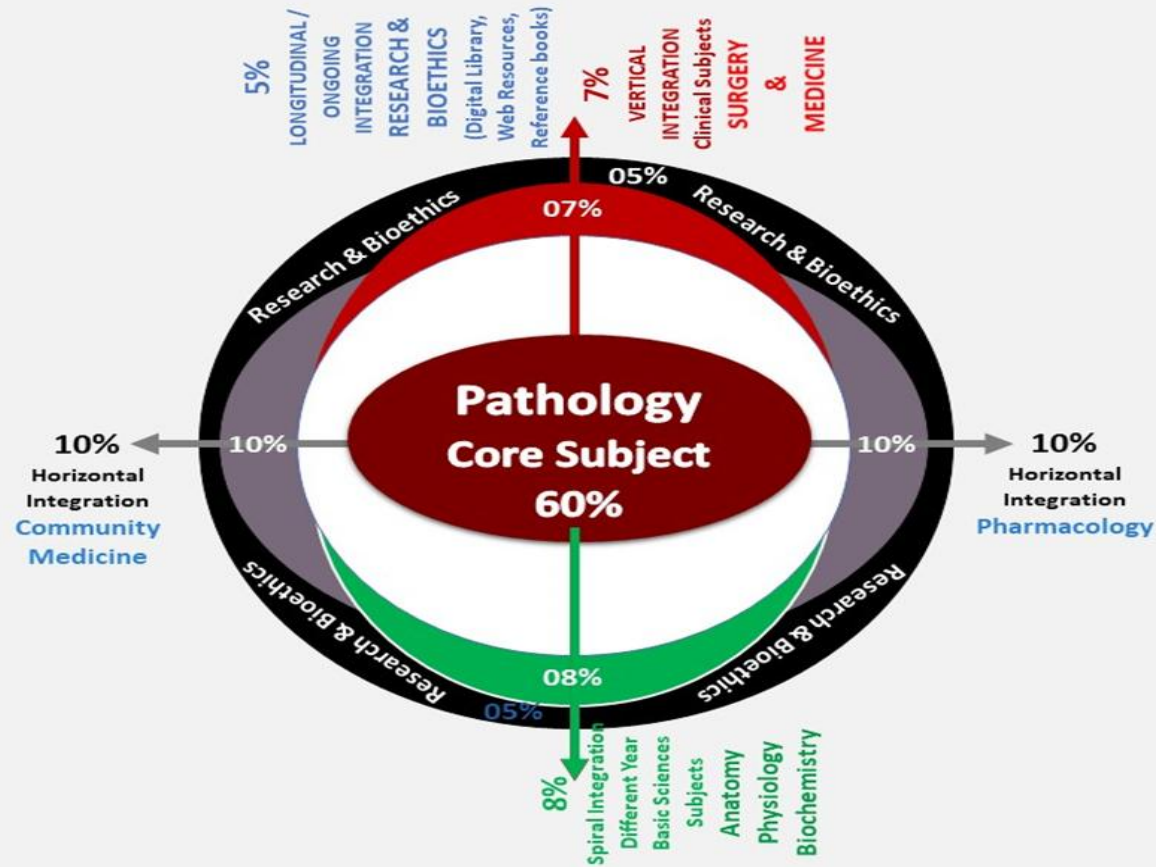 5%
LONGITUDINAL /
ONGOING
INTEGRATION
RESEARCH &
BIOETHICS
(Digital Library,
Web Resources,
Reference books)
7%
VERTICAL
INTEGRATION
Clinical Subjects
SURGERY
&
MEDICINE
05%
Research & Bioethics
Research & Bioethics
07%
Pathology
Core Subject
60%
10%
Horizontal
Integration
Community
Medicine
10%
10%
10%
Horizontal
Integration
Pharmacology
Research & Bioethics
Research & Bioethics
08%
05%
8%
Spiral Integration
Different Year
Basic Sciences
Subjects
Anatomy
Physiology
Biochemistry